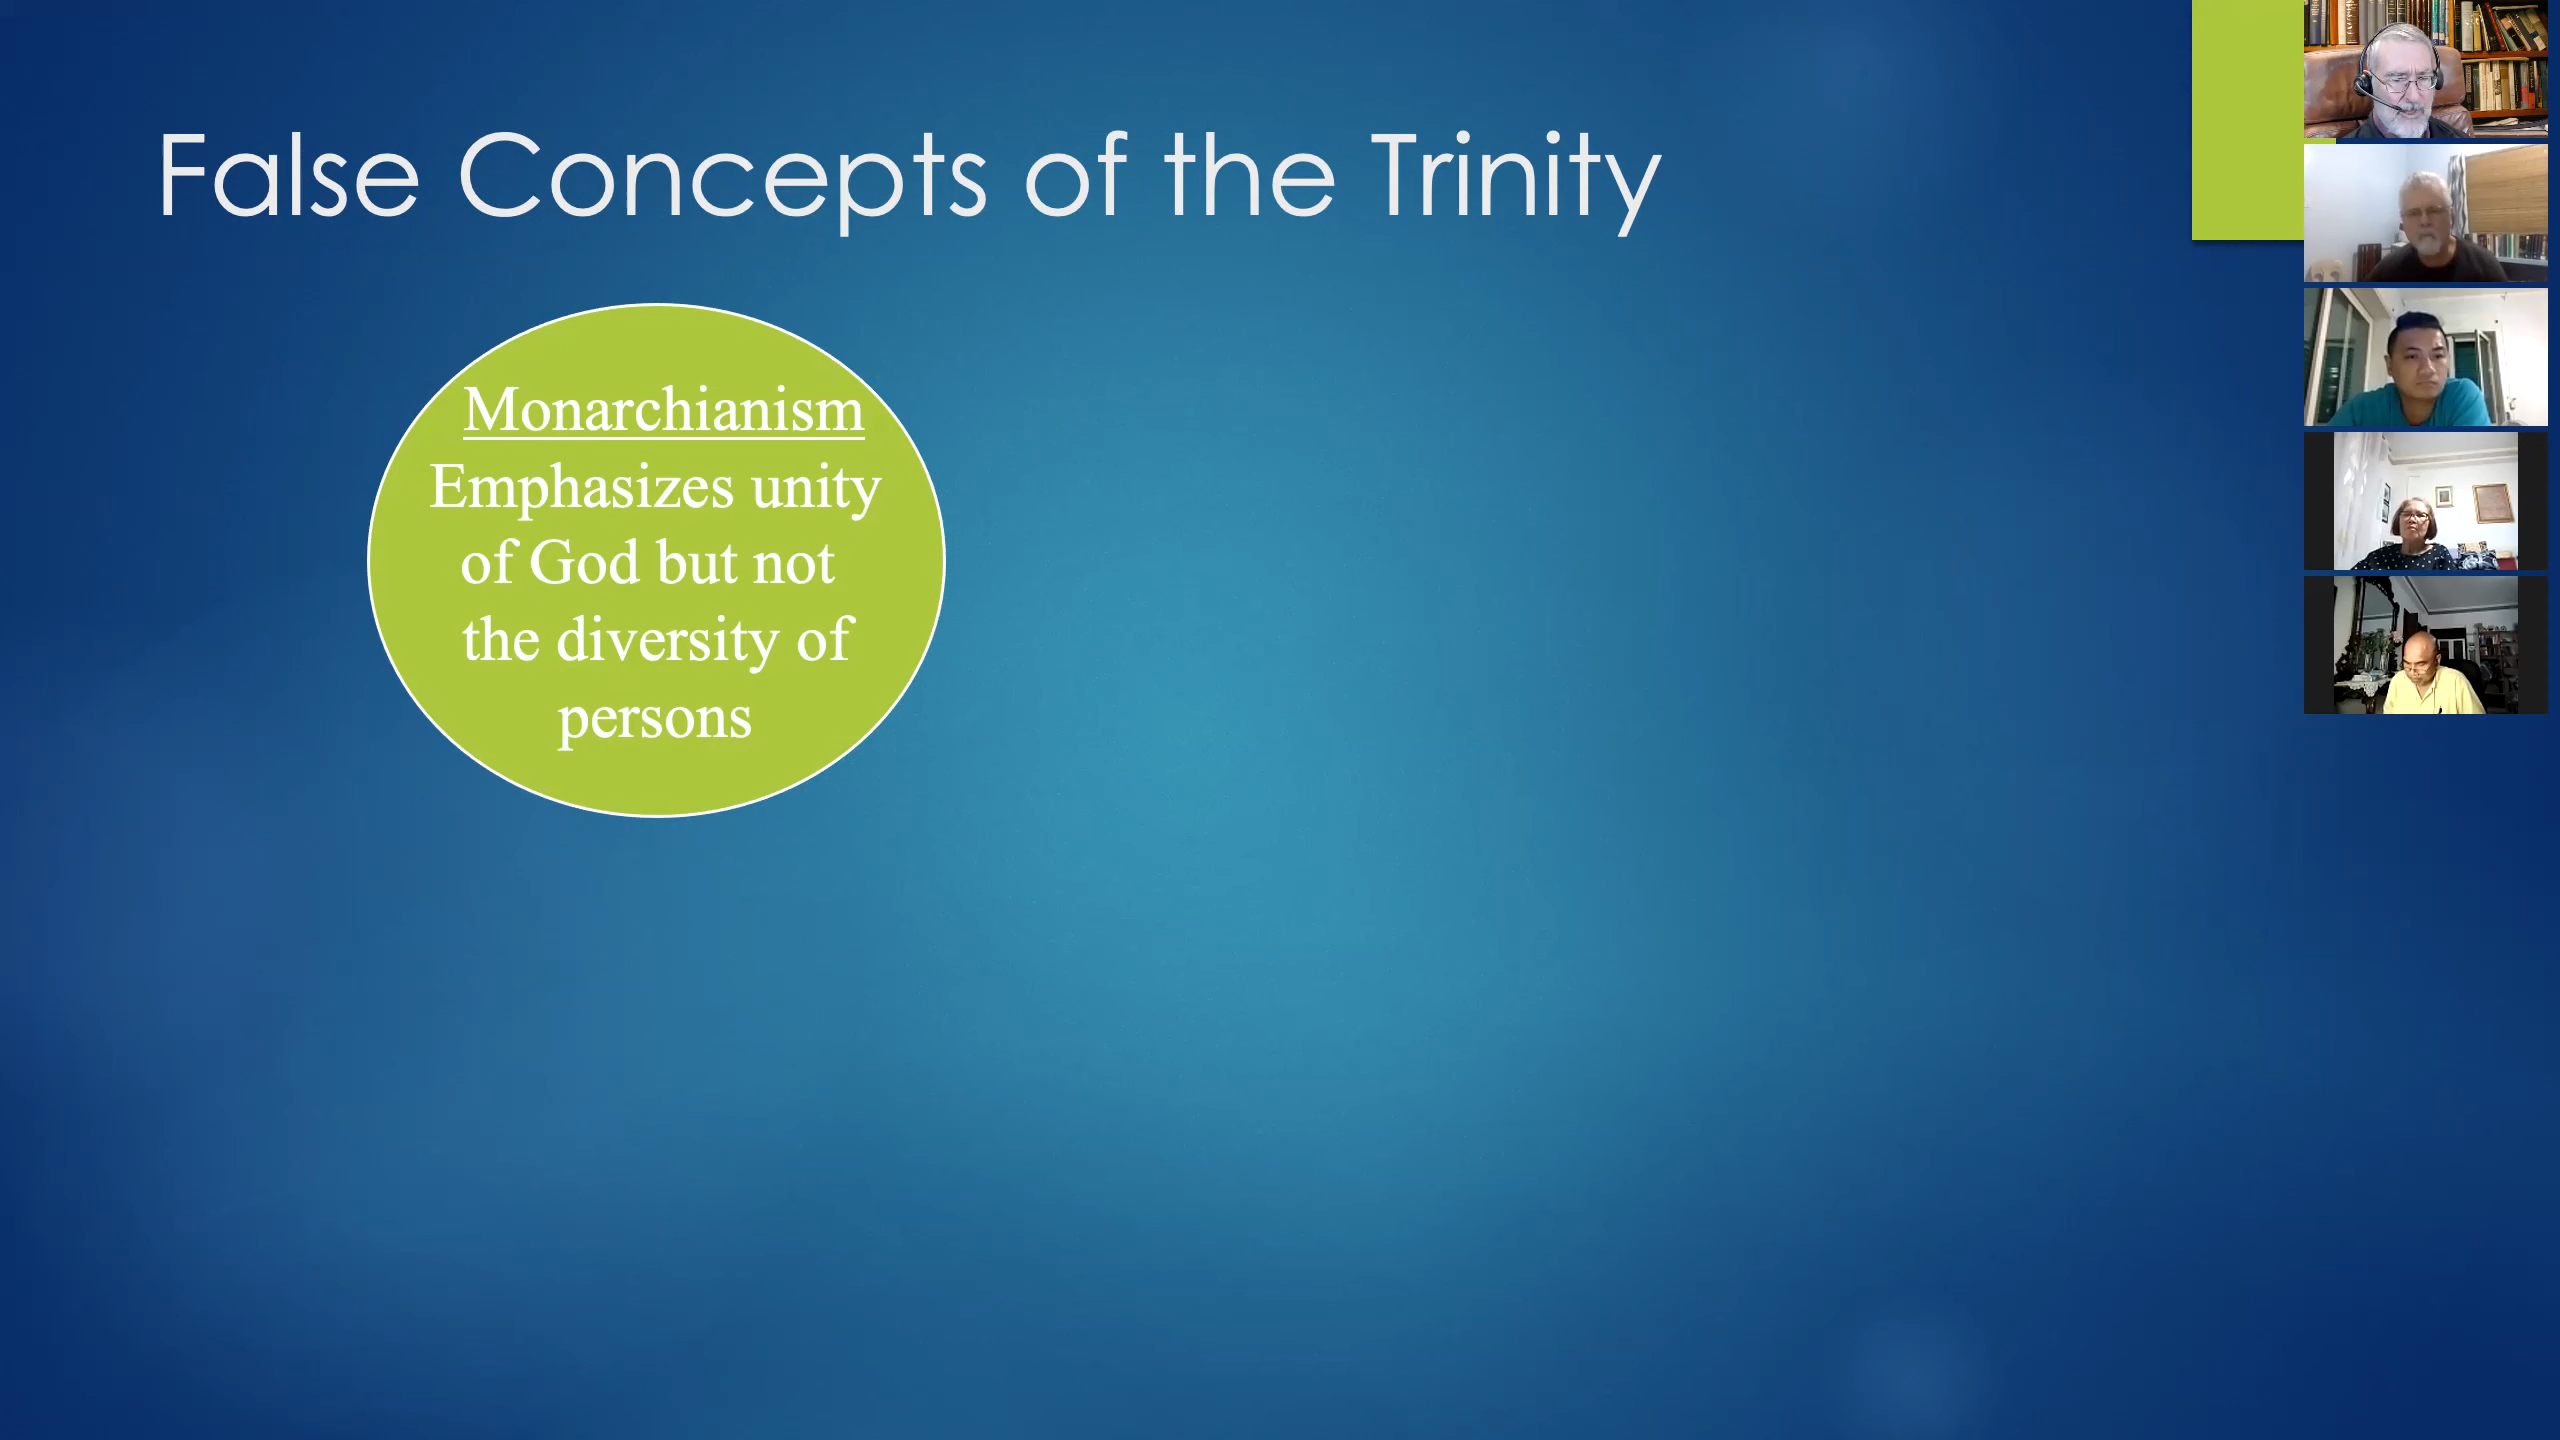 False Concepts of the Trinity
Monarchianism
Emphasizes unity
of God but not
the diversity of
persons